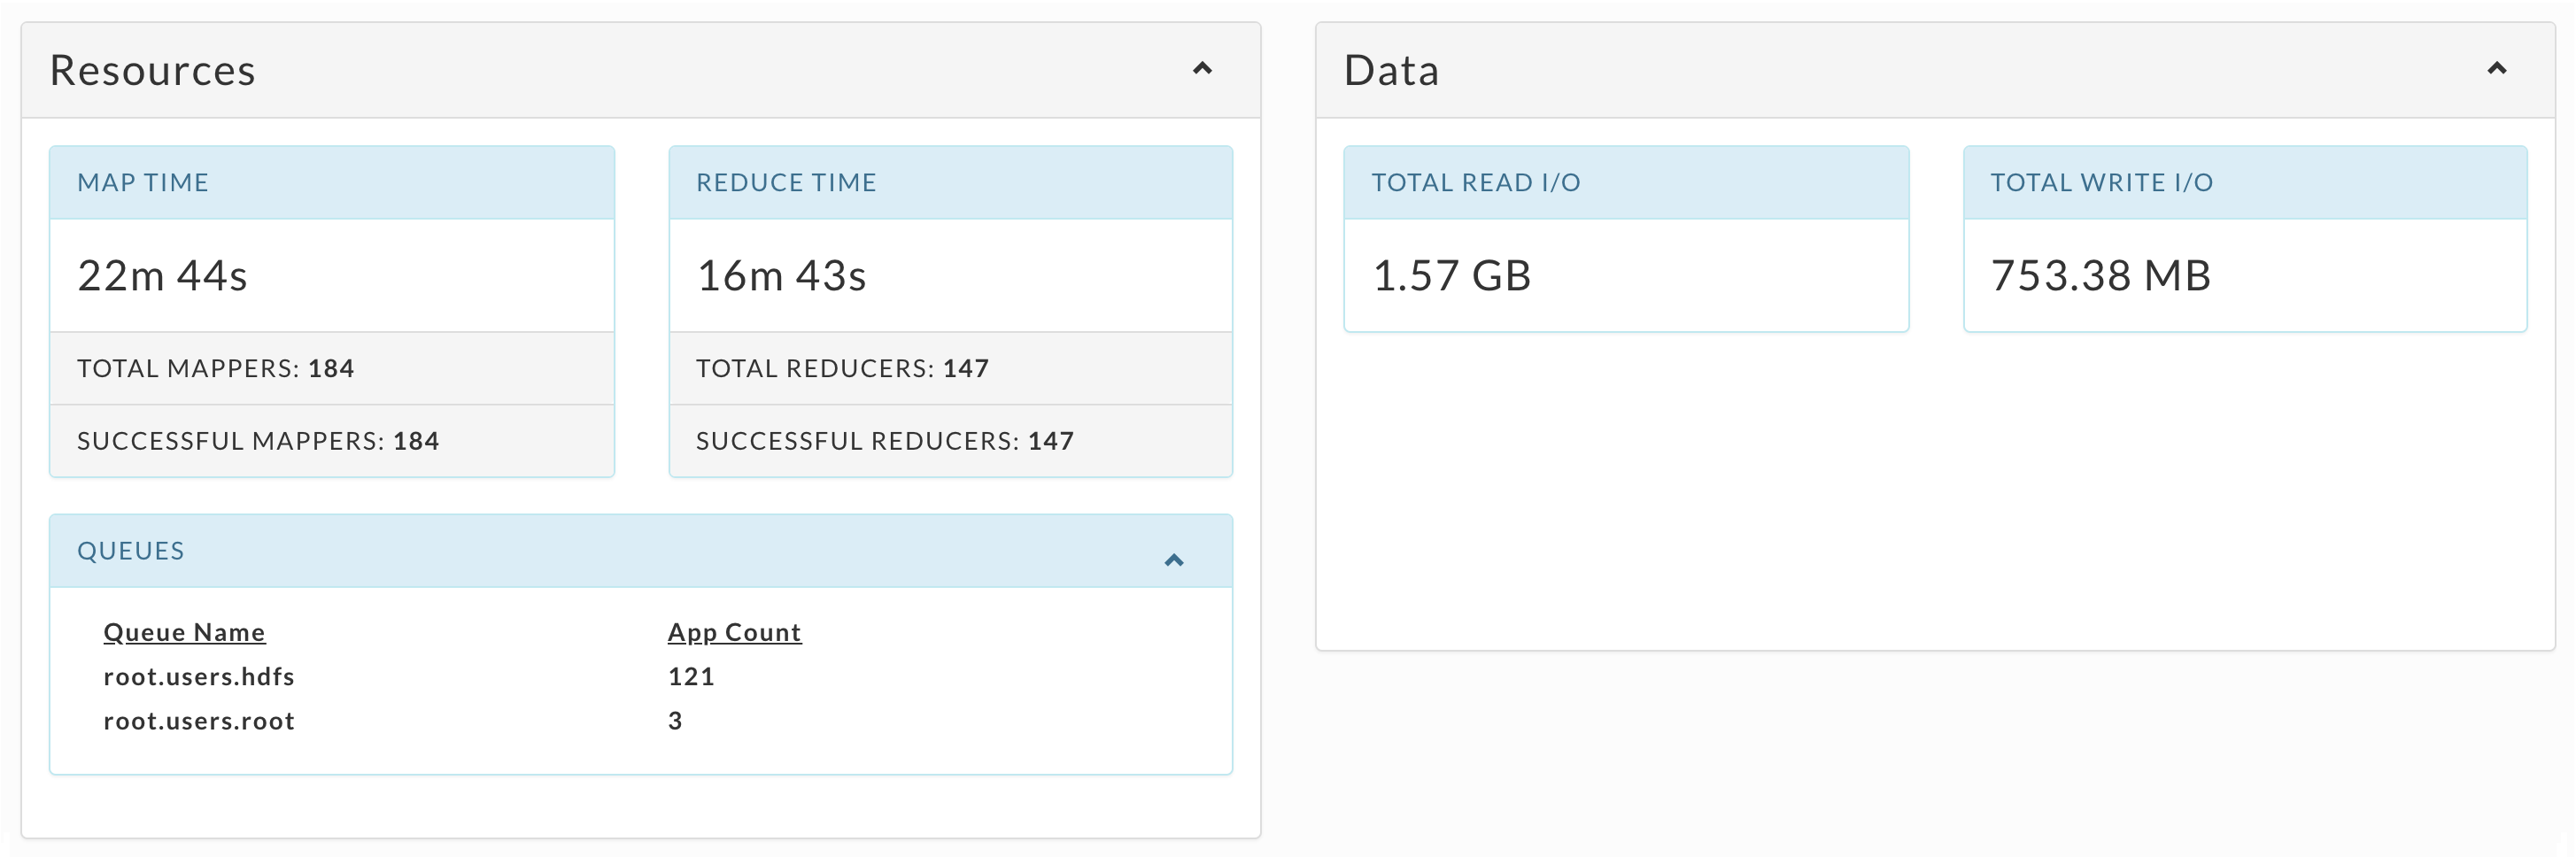 Resources
MAP TIME
22m 44s
TOTAL MAPPERS: 184
SUCCESSFUL MAPPERS: 184
REDUCE TIME
16m 43s
TOTAL REDUCERS: 147
SUCCESSFUL REDUCERS: 147
QUEUES
Queue Name App Count
root.users.hdfs 121
root.users.root 3
Data
TOTAL READ I/O
1.57 GB
TOTAL WRITE I/O
753.38 MB